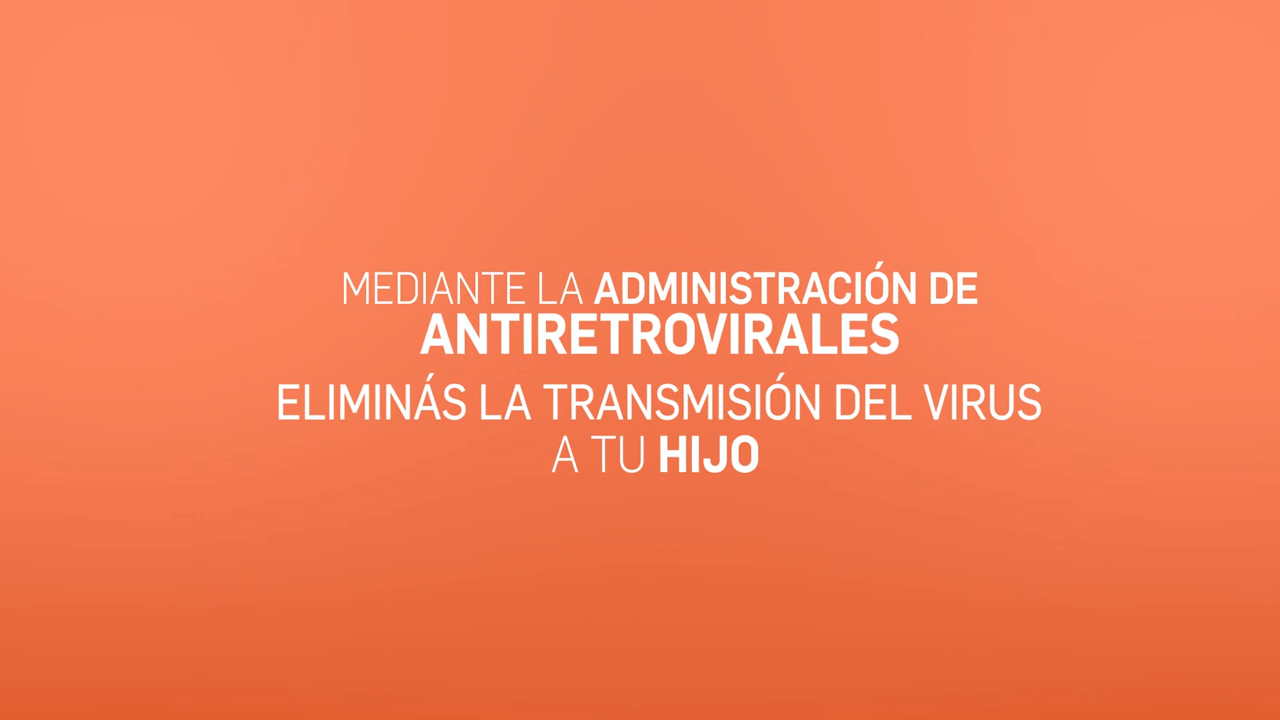 MEDIANTE LA ADMINISTRACIÓN DE
ANTIRETROVIRALES
ELIMINÁS LA TRANSMISIÓN DEL VIRUS
A TU HIJO